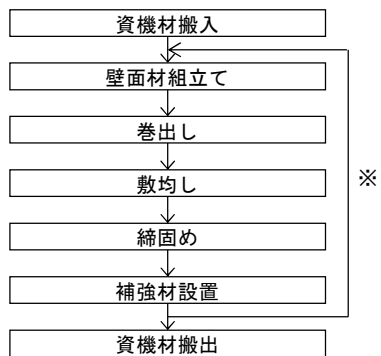 資機材搬入
壁面材組立て
巻出し
敷均し
※
締固め
補強材設置
資機材搬出